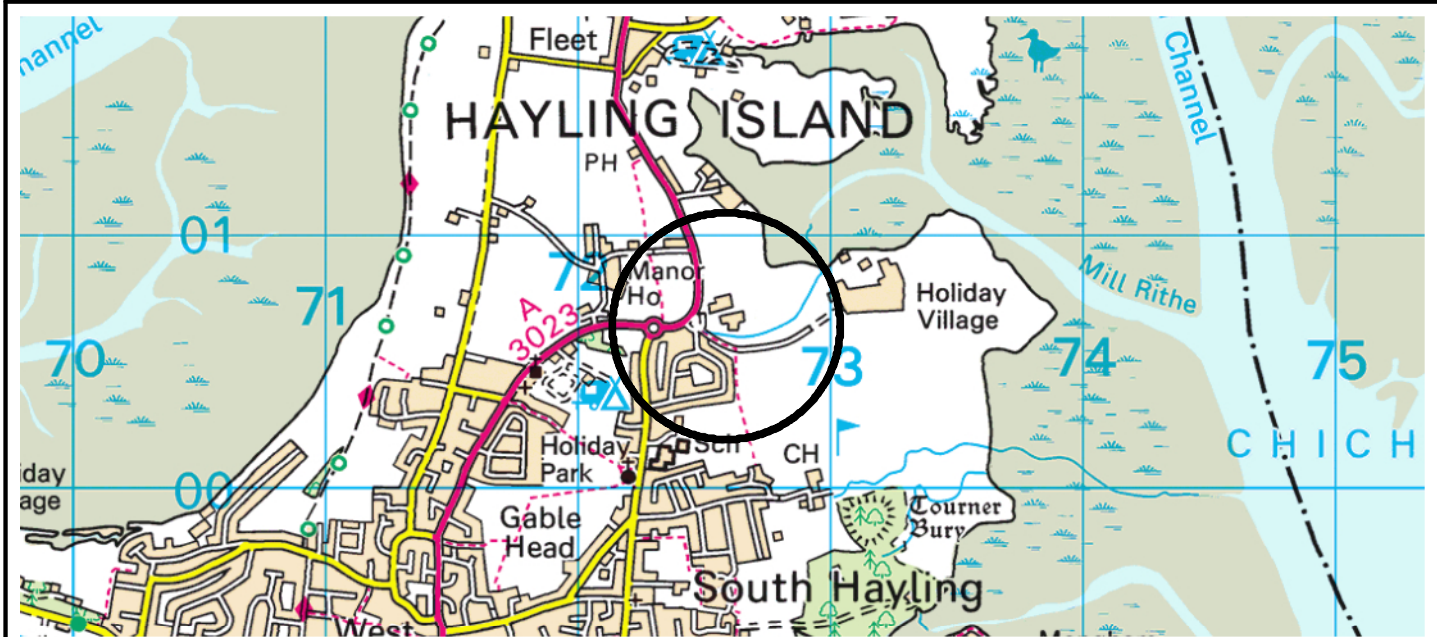 hannel
Fleet
Channel
HAYLING ISLAND
PH
01
72
Manor
Ho
71
A
3023
Mill Rithe
Holiday
Village
70
73
74
75
Holiday
Park
Sch
CH
CHICH
iday
age
00
Gable
Head
Tourner
Bury
South Hayling
West